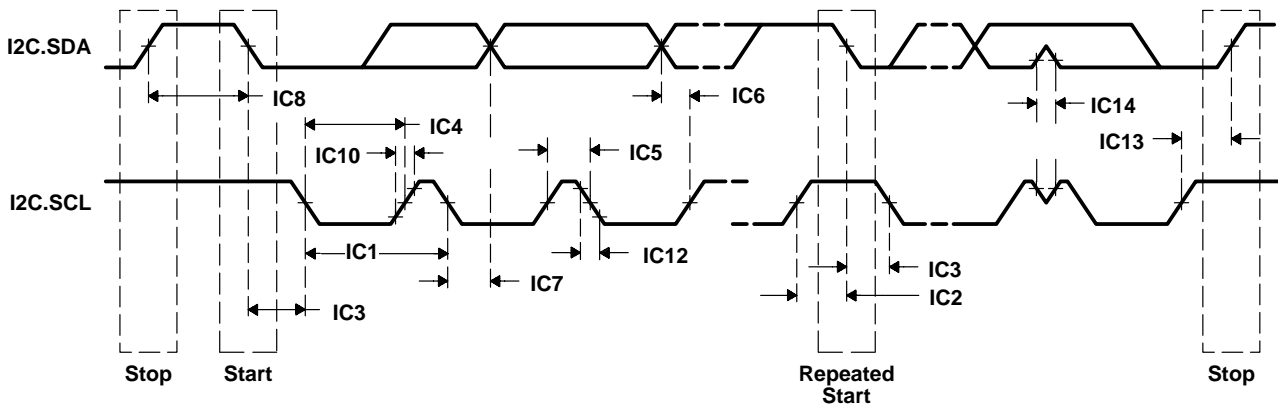 I2C.SDA
IC8
IC6
IC14
IC4
IC13
IC10
IC5
I2C.SCL
IC1
IC12
IC7
IC3
IC2
IC3
Stop
Start
Repeated
Start
Stop